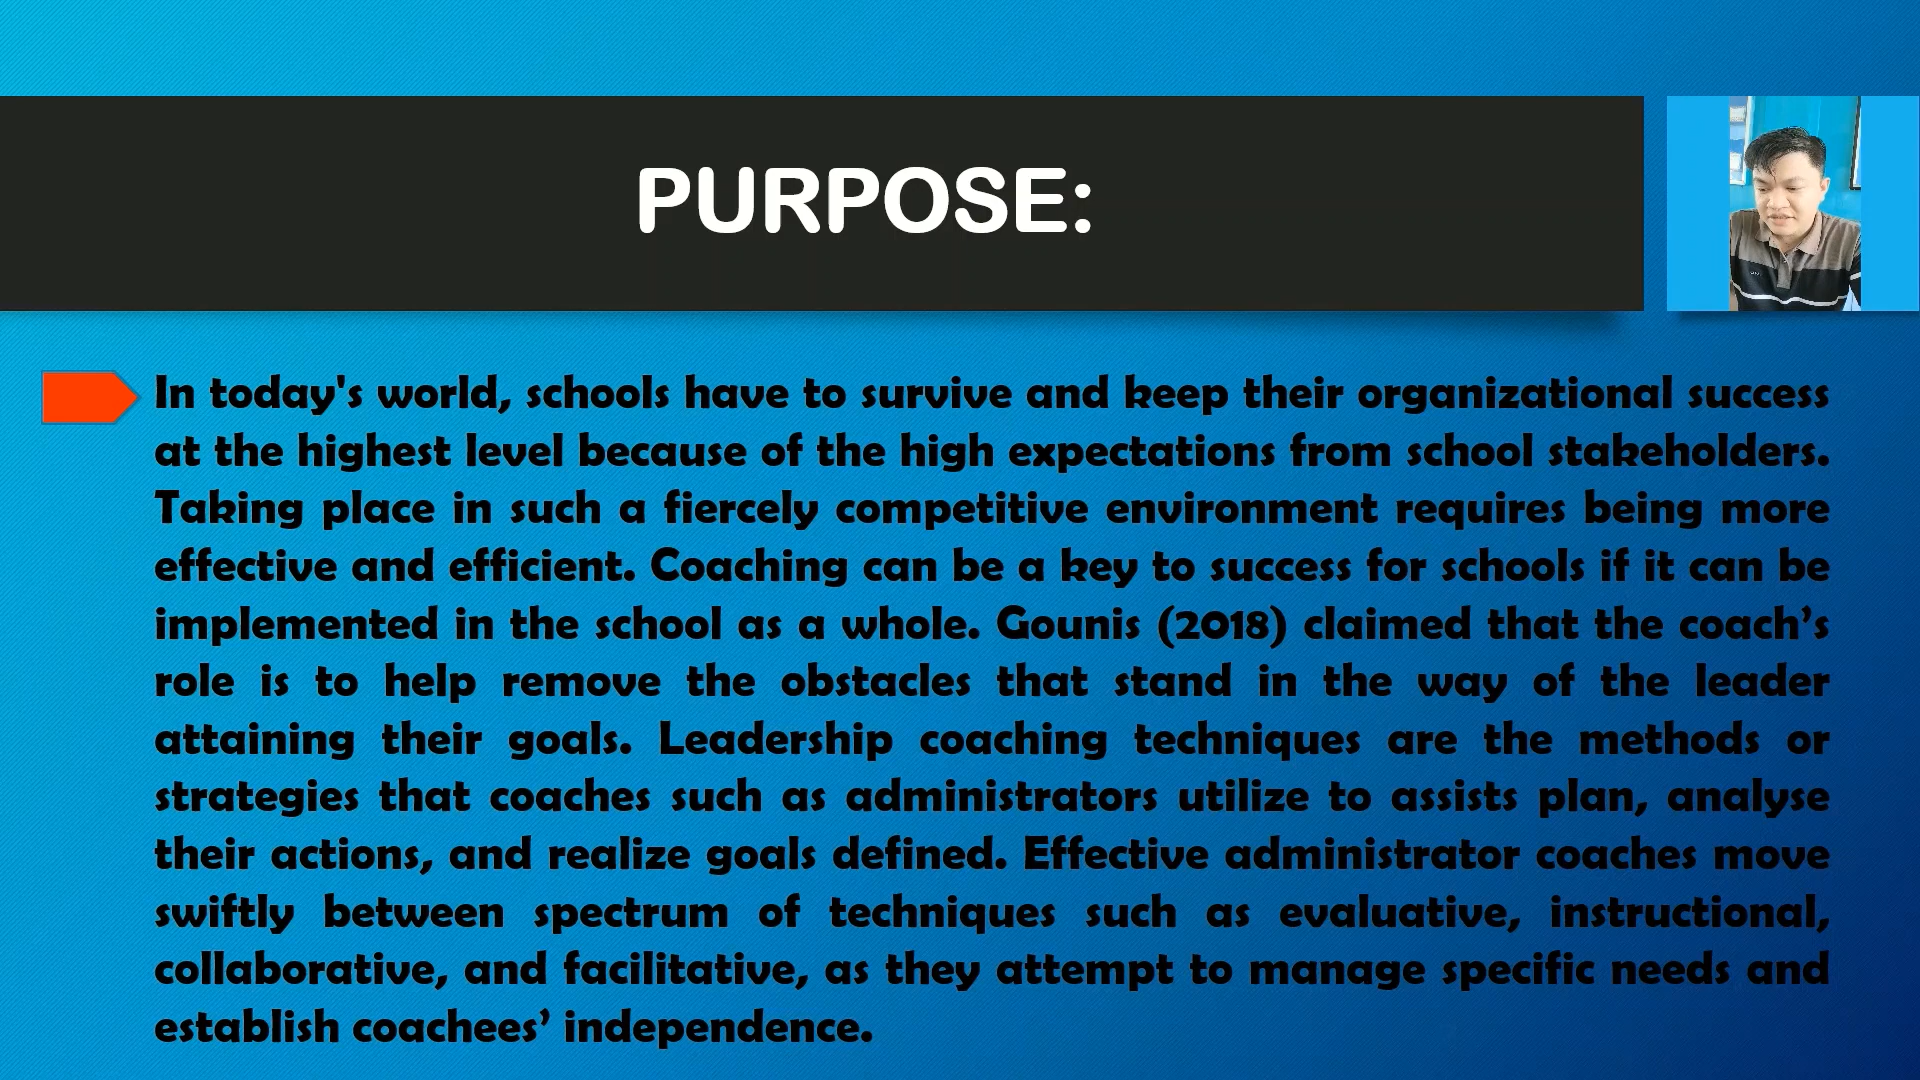 PURPOSE:
In today's world, schools have to survive and keep their organizational success
at the highest level because of the high expectations from school stakeholders.
Taking place in such a fiercely competitive environment requires being more
effective and efficient. Coaching can be a key to success for schools if it can be
implemented in the school as a whole. Gounis (2018) claimed that the coach’s
role is to help remove the obstacles that stand in the way of the leader
attaining their goals. Leadership coaching techniques are the methods or
strategies that coaches such as administrators utilize to assists plan, analyse
their actions, and realize goals defined. Effective administrator coaches move
swiftly between spectrum of techniques such as evaluative, instructional,
collaborative, and facilitative, as they attempt to manage specific needs and
establish coachees’ independence.